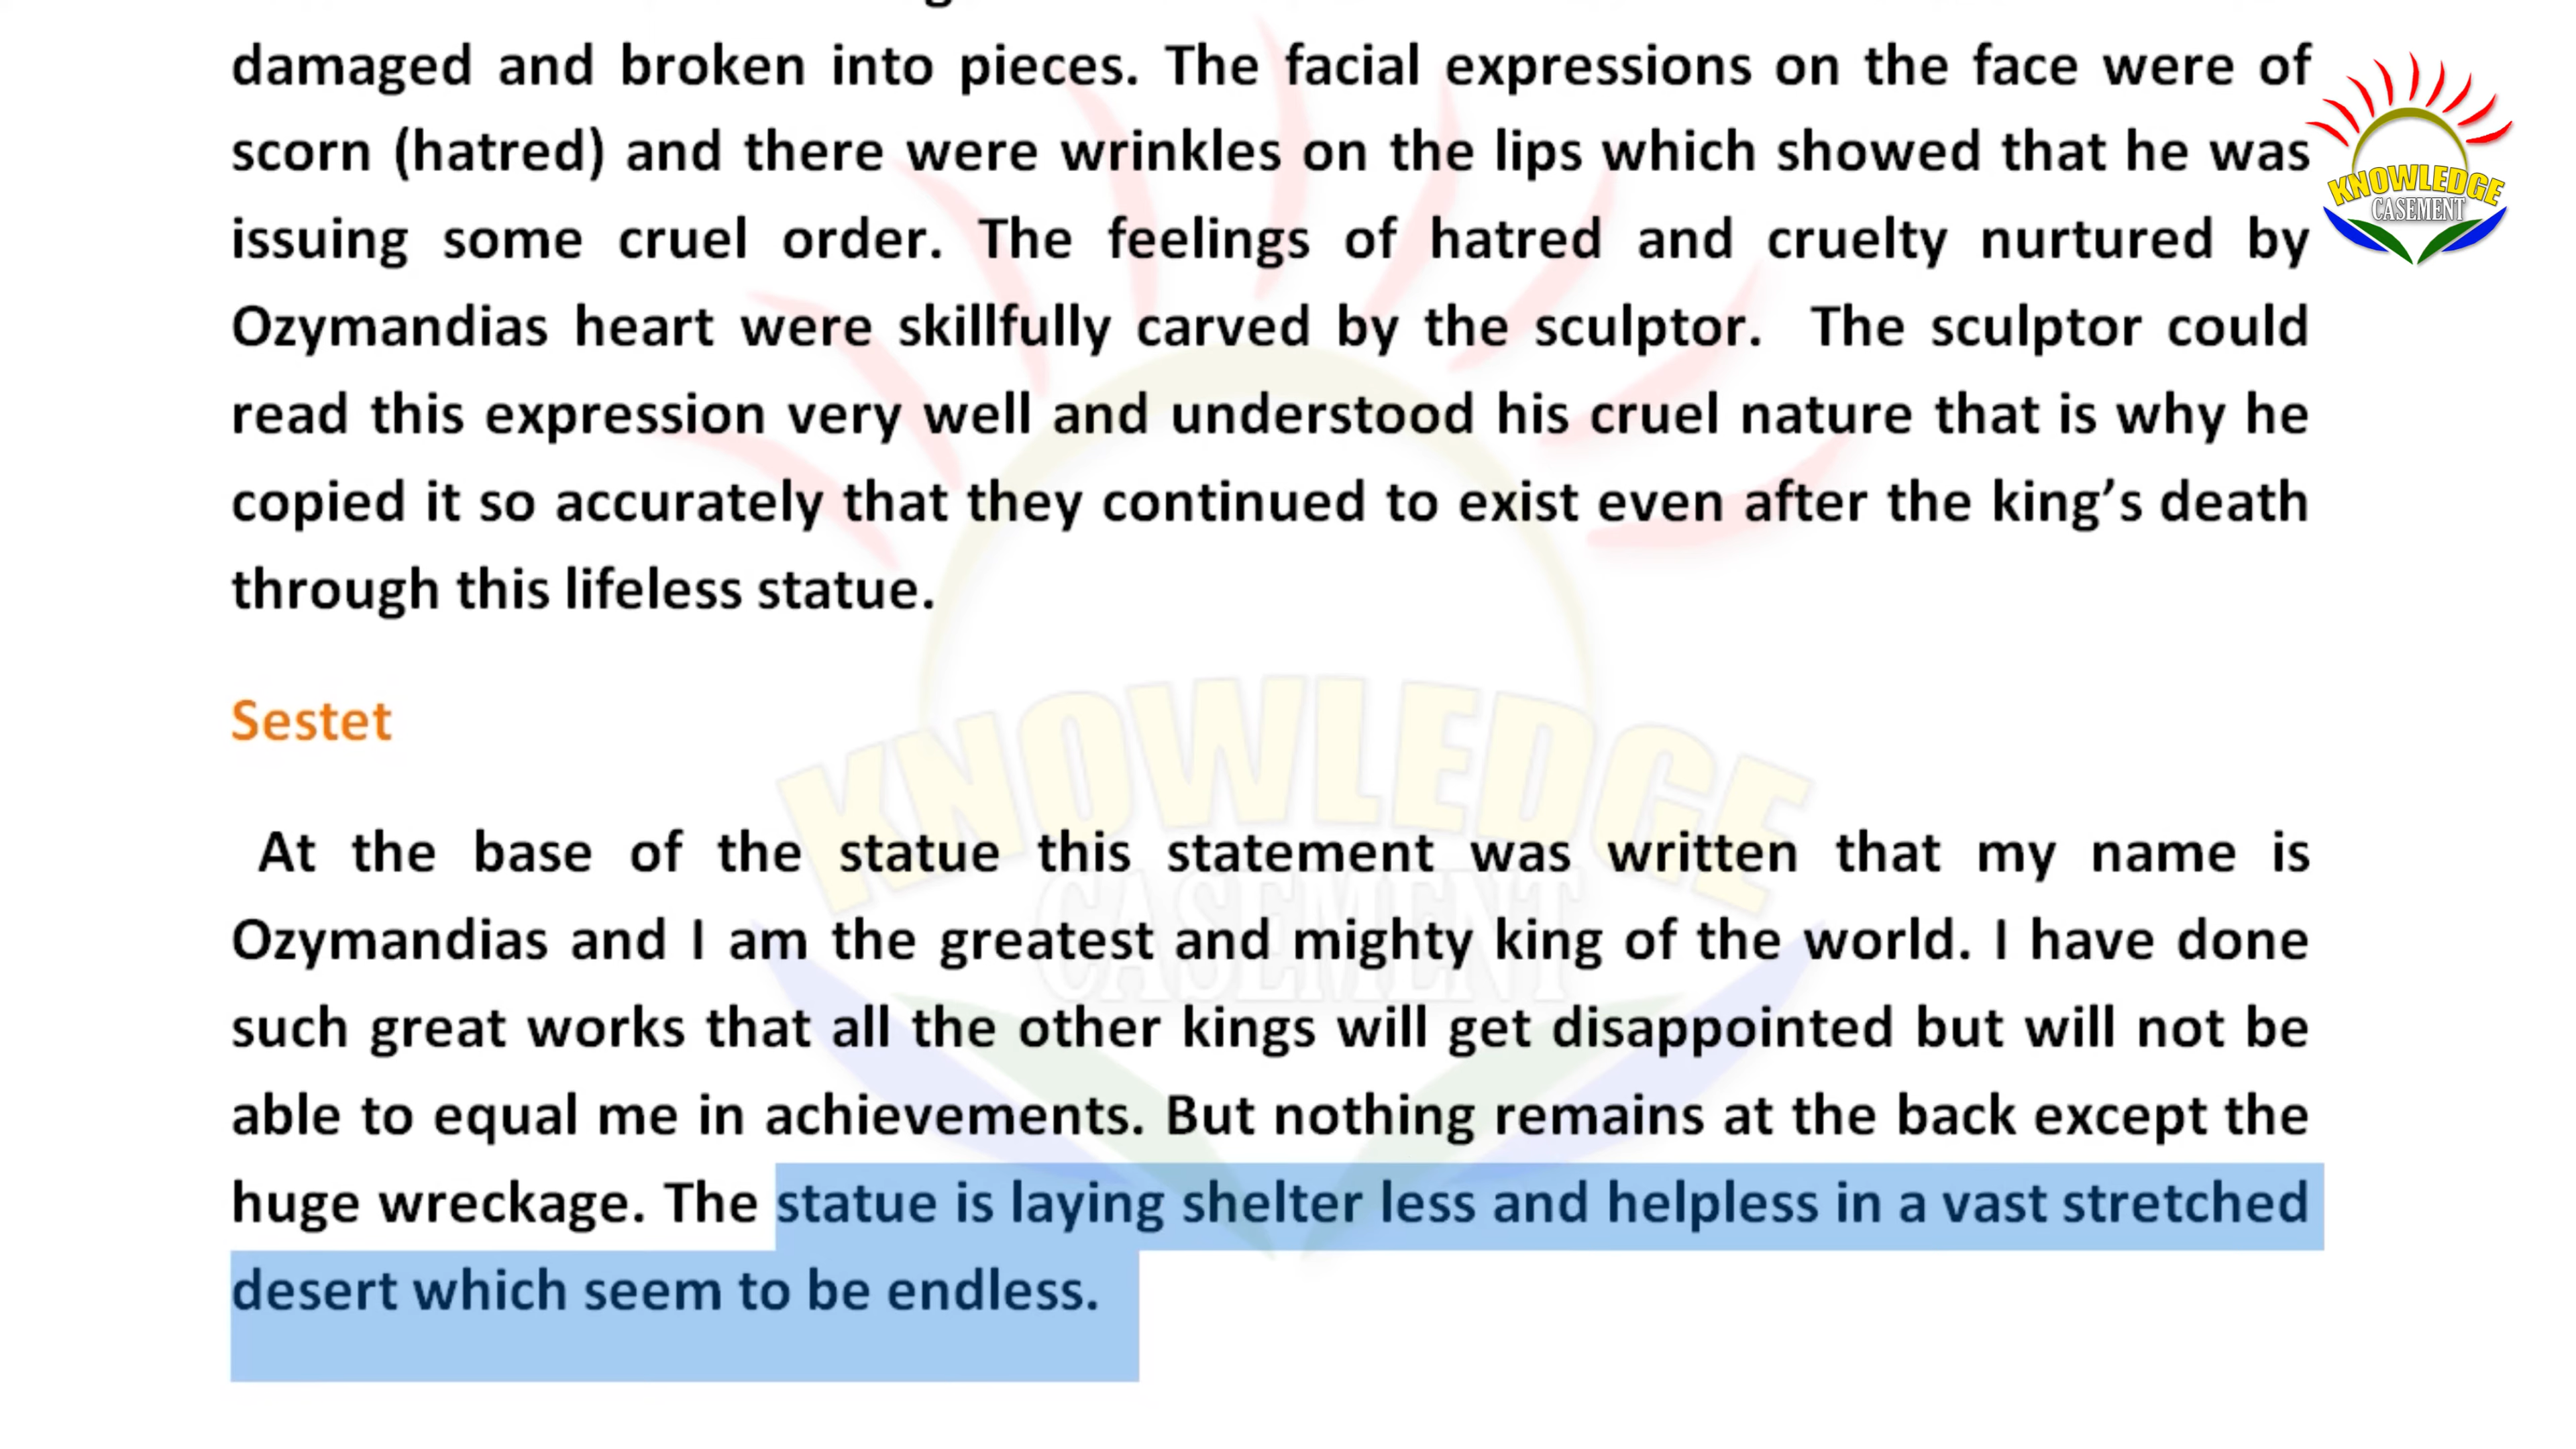 damaged and broken into pieces. The facial expressions on the face were of
scorn (hatred) and there were wrinkles on the lips which showed that he was
issuing some cruel order. The feelings of hatred and cruelty nurtured by
Ozymandias heart were skillfully carved by the sculptor.  The sculptor could
read this expression very well and understood his cruel nature that is why he
copied it so accurately that they continued to exist even after the king’s death
through this lifeless statue.
Sestet
At the base of the statue this statement was written that my name is
Ozymandias and I am the greatest and mighty king of the world. I have done
such great works that all the other kings will get disappointed but will not be
able to equal me in achievements. But nothing remains at the back except the
huge wreckage. The statue is laying shelter less and helpless in a vast stretched
desert which seem to be endless.
KNOWLEDGE
CASEMENT
KNOWLEDGE
CASEMENT